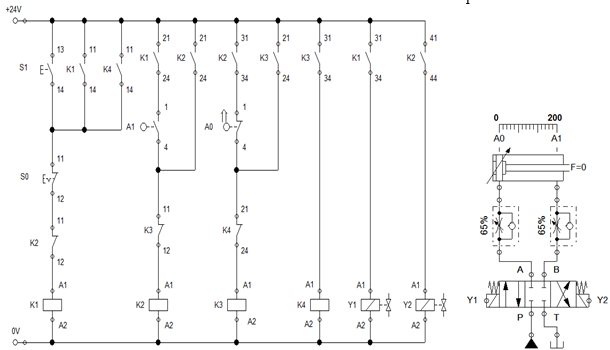 +24V
13 11 11 21 21 31 21 31 31 41
S1 K1 K4 K1 K2 K2 K3 K3 K1 K2
14 14 14 24 24 34 24 34 34 44
1 1
A1 A0
4 4
11
S0
12
11 11 21
K2 K3 K4
12 12 24
A1 A1 A1 A1 A1 A1
K1 K2 K3 K4 Y1 Y2
A2 A2 A2 A2 A2 A2
0V
0 200
A0 A1
F=0
65% 65%
A B
Y1 Y2
P T